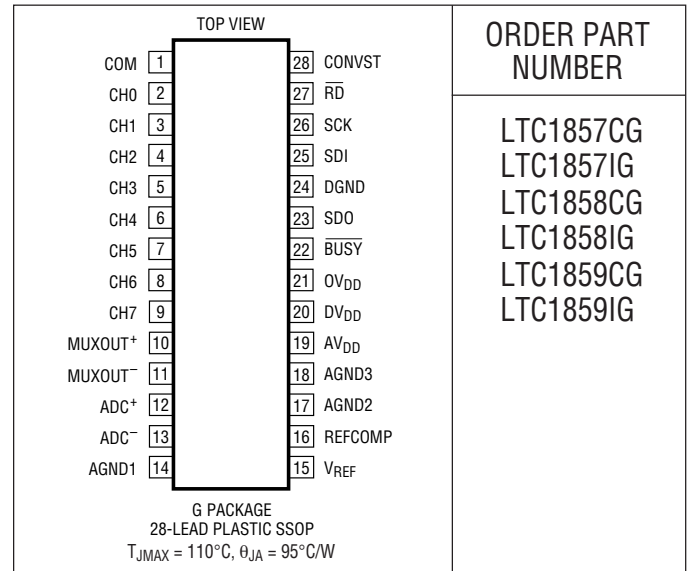 TOP VIEW
COM 1 28 CONVST
CH0 2 27 R̅D̅
CH1 3 26 SCK
CH2 4 25 SDI
CH3 5 24 DGND
CH4 6 23 SDO
CH5 7 22 B̅U̅S̅Y̅
CH6 8 21 OVDD
CH7 9 20 DVDD
MUXOUT⁺ 10 19 AVDD
MUXOUT⁻ 11 18 AGND3
ADC⁺ 12 17 AGND2
ADC⁻ 13 16 REFCOMP
AGND1 14 15 VREF
G PACKAGE
28-LEAD PLASTIC SSOP
TJMAX = 110°C, θJA = 95°C/W
ORDER PART
NUMBER
LTC1857CG
LTC1857IG
LTC1858CG
LTC1858IG
LTC1859CG
LTC1859IG